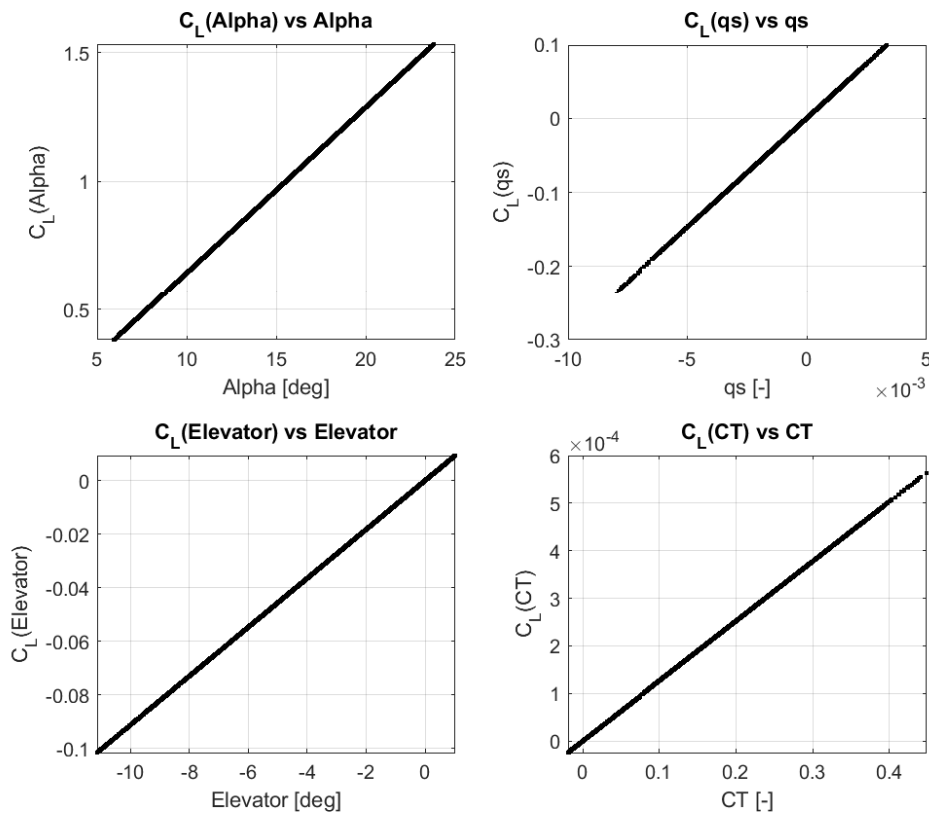 C_L(Alpha) vs Alpha
C_L(Alpha)
1.5
1
0.5
5 10 15 20 25
Alpha [deg]
C_L(qs) vs qs
C_L(qs)
0.1
0
-0.1
-0.2
-0.3
-10 -5 0 5
qs [-]
×10^-3
C_L(Elevator) vs Elevator
C_L(Elevator)
0
-0.02
-0.04
-0.06
-0.08
-0.1
-10 -8 -6 -4 -2 0
Elevator [deg]
C_L(CT) vs CT
×10^-4
C_L(CT)
6
5
4
3
2
1
0
0 0.1 0.2 0.3 0.4
CT [-]